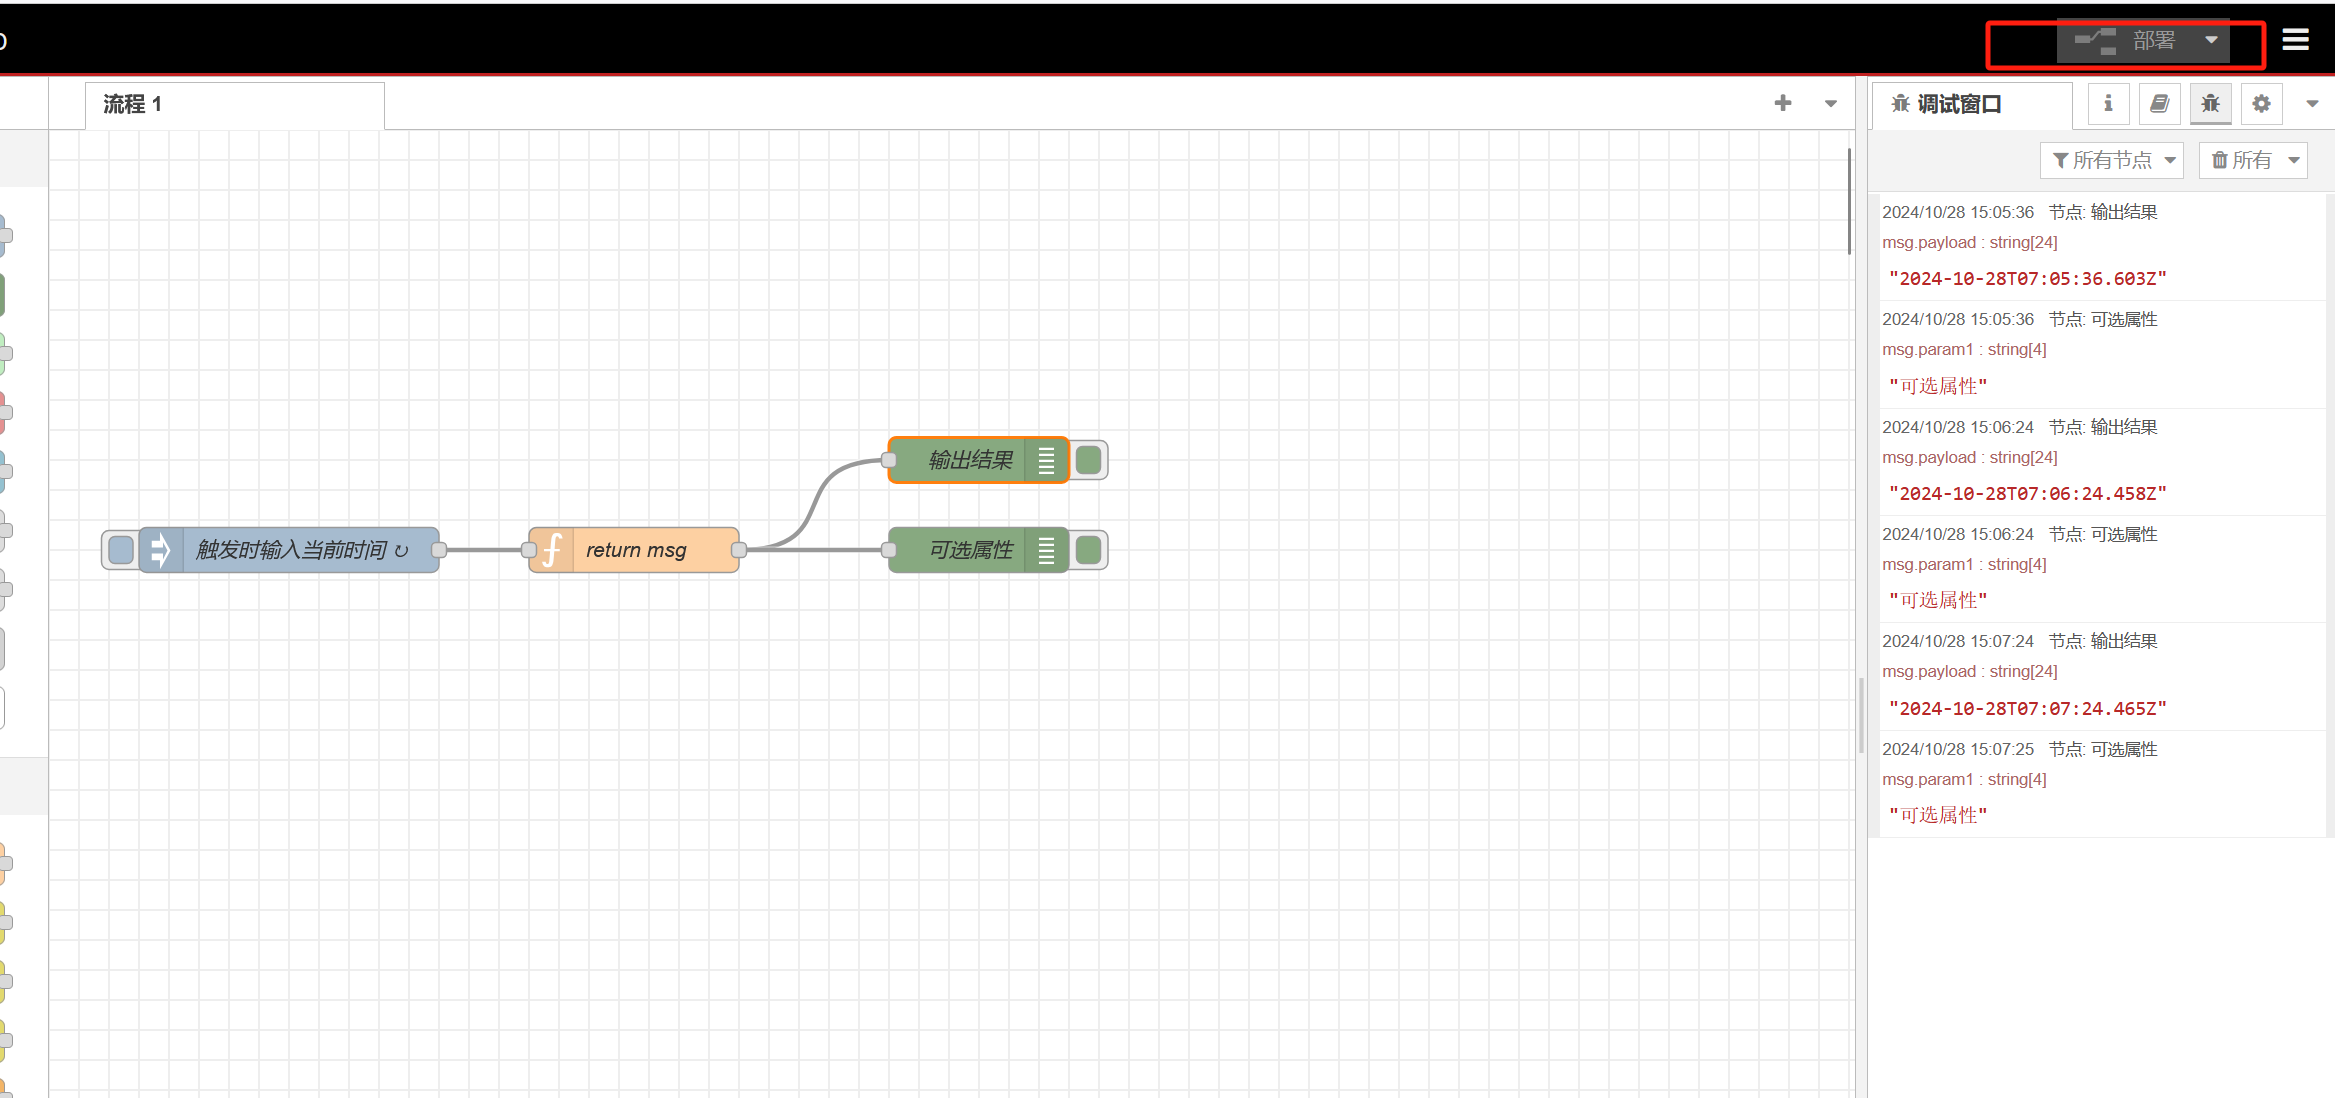 部署
流程 1
调试窗口
所有节点
所有
2024/10/28 15:05:36 节点: 输出结果
msg.payload : string[24]
"2024-10-28T07:05:36.603Z"
2024/10/28 15:05:36 节点: 可选属性
msg.param1 : string[4]
"可选属性"
2024/10/28 15:06:24 节点: 输出结果
msg.payload : string[24]
"2024-10-28T07:06:24.458Z"
2024/10/28 15:06:24 节点: 可选属性
msg.param1 : string[4]
"可选属性"
2024/10/28 15:07:24 节点: 输出结果
msg.payload : string[24]
"2024-10-28T07:07:24.465Z"
2024/10/28 15:07:25 节点: 可选属性
msg.param1 : string[4]
"可选属性"
输出结果
触发时输入当前时间 ↻
return msg
可选属性